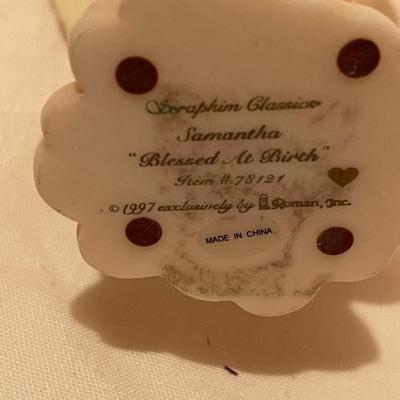 Seraphim Classics
Samantha
"Blessed At Birth"
Item # 78121
© 1997 exclusively by Roman, Inc.
MADE IN CHINA